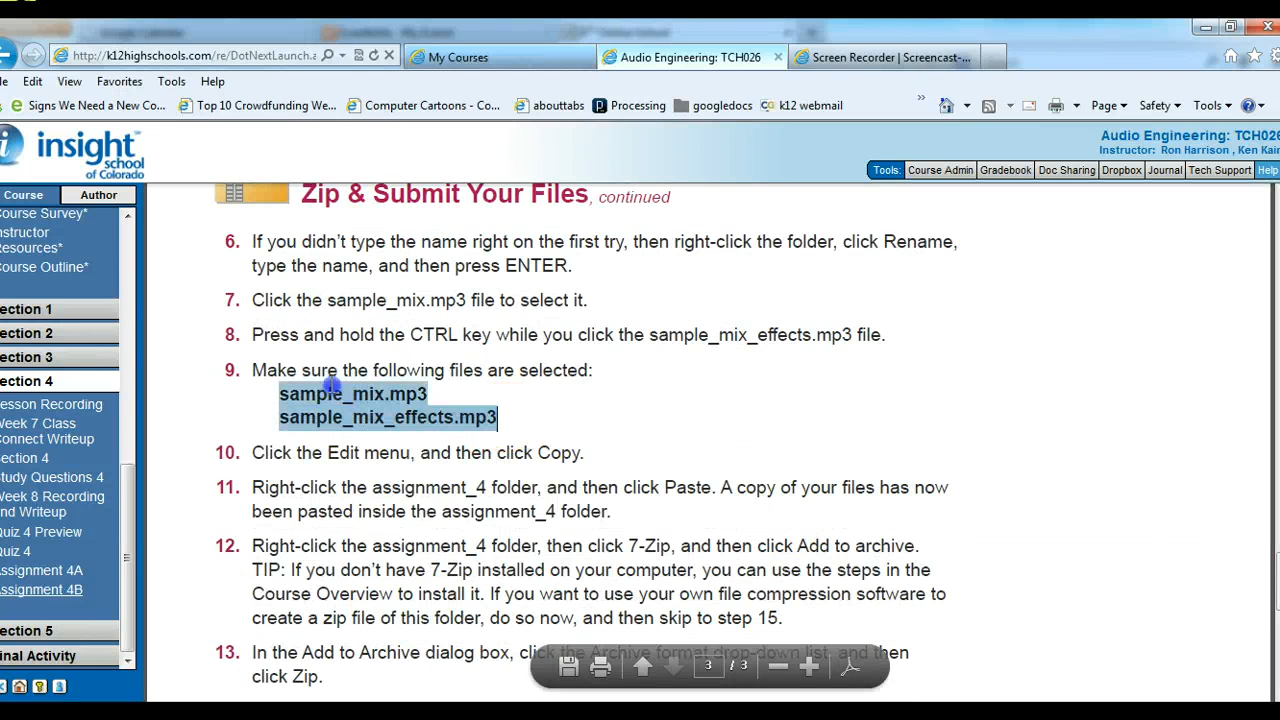 http://k12highschools.com/re/DotNextLaunch.a
My Courses
Audio Engineering: TCH026
Screen Recorder | Screencast-...
Edit View Favorites Tools Help
Signs We Need a New Co...
Top 10 Crowdfunding We...
Computer Cartoons - Co...
abouttabs
Processing
googledocs
k12 webmail
Page
Safety
Tools
insight
school
of Colorado
Audio Engineering: TCH026
Instructor: Ron Harrison , Ken Kain
Tools: Course Admin Gradebook Doc Sharing Dropbox Journal Tech Support Help
Course
Author
Course Survey*
nstructor
Resources*
Course Outline*
ection 1
ection 2
ection 3
ection 4
esson Recording
Week 7 Class
Connect Writeup
Section 4
Study Questions 4
Week 8 Recording
nd Writeup
Quiz 4 Preview
Quiz 4
Assignment 4A
Assignment 4B
ection 5
inal Activity
Zip & Submit Your Files, continued
6. If you didn't type the name right on the first try, then right-click the folder, click Rename,
type the name, and then press ENTER.
7. Click the sample_mix.mp3 file to select it.
8. Press and hold the CTRL key while you click the sample_mix_effects.mp3 file.
9. Make sure the following files are selected:
sample_mix.mp3
sample_mix_effects.mp3
10. Click the Edit menu, and then click Copy.
11. Right-click the assignment_4 folder, and then click Paste. A copy of your files has now
been pasted inside the assignment_4 folder.
12. Right-click the assignment_4 folder, then click 7-Zip, and then click Add to archive.
TIP: If you don't have 7-Zip installed on your computer, you can use the steps in the
Course Overview to install it. If you want to use your own file compression software to
create a zip file of this folder, do so now, and then skip to step 15.
13. In the Add to Archive dialog box, click the Archive format drop-down list, and then
click Zip.
3 / 3